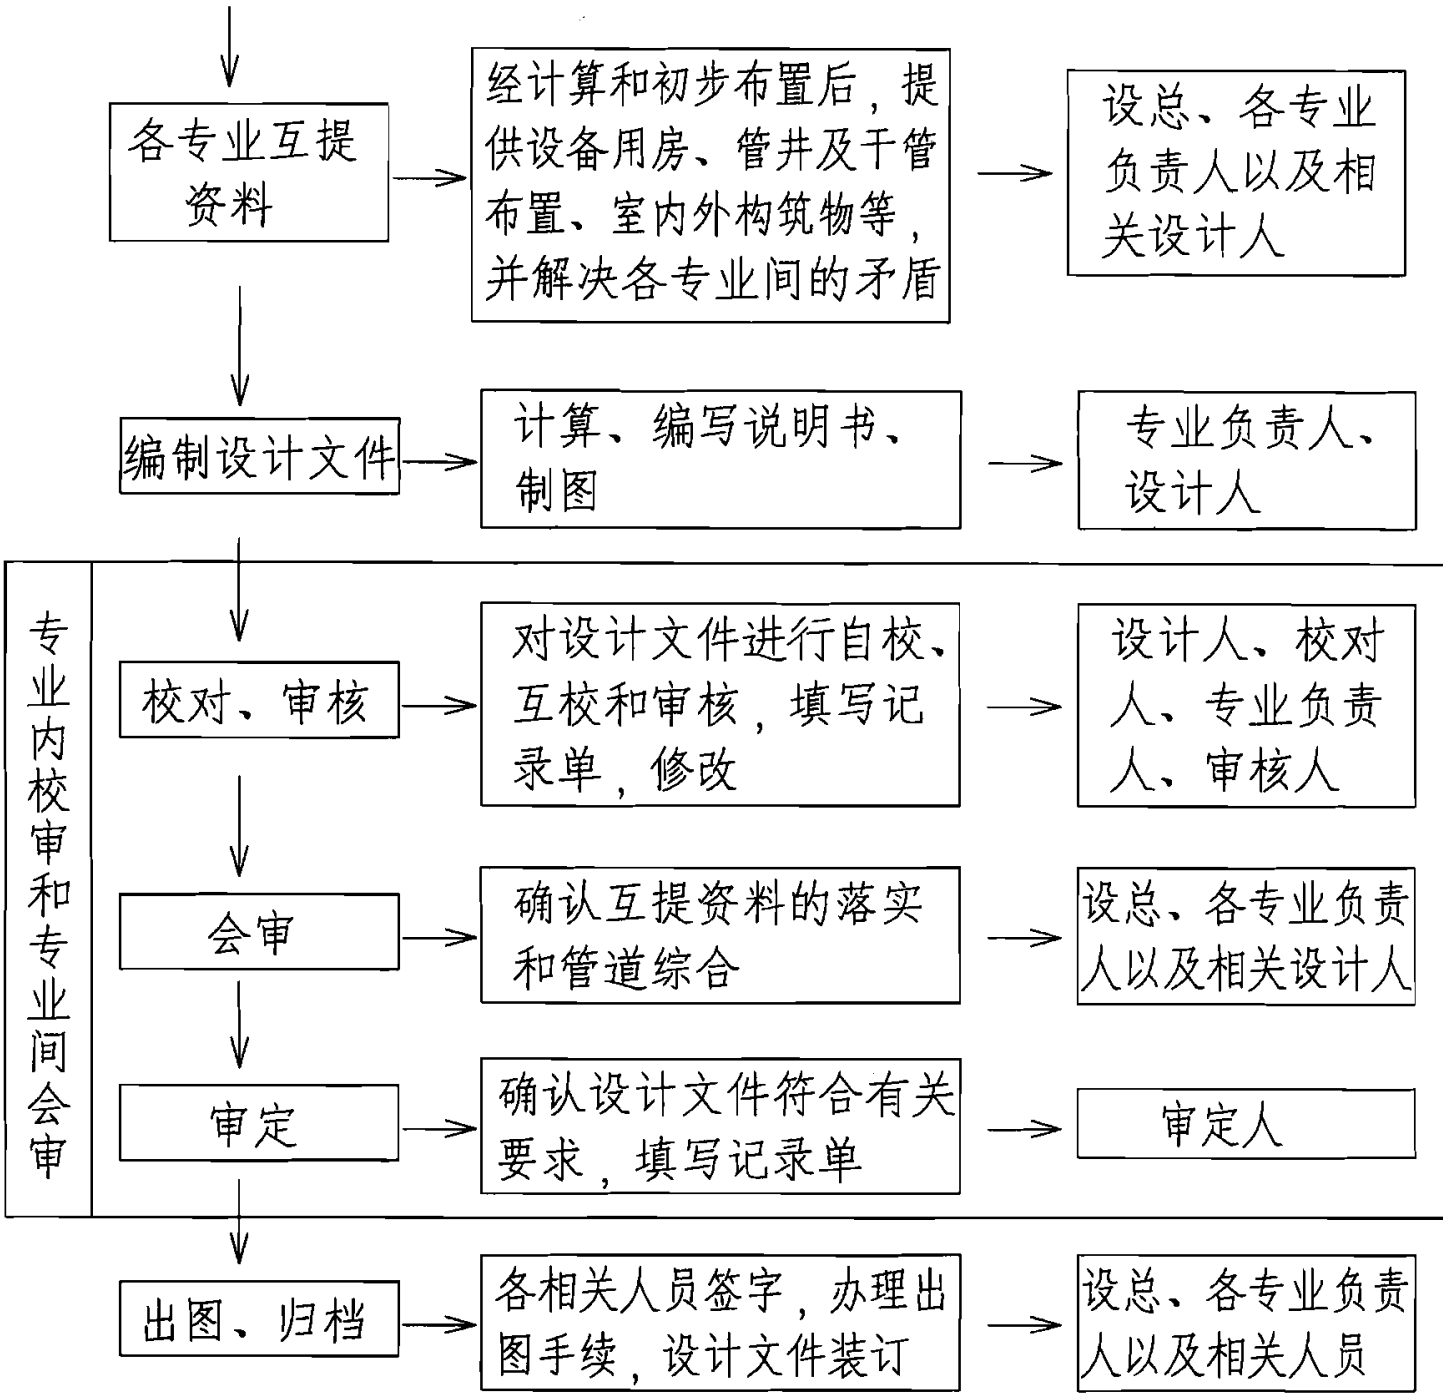 各专业互提
资料
经计算和初步布置后，提
供设备用房、管井及干管
布置、室内外构筑物等，
并解决各专业间的矛盾
设总、各专业
负责人以及相
关设计人
编制设计文件
计算、编写说明书、
制图
专业负责人、
设计人
专业内校审和专业间会审
校对、审核
对设计文件进行自校、
互校和审核，填写记
录单，修改
设计人、校对
人、专业负责
人、审核人
会审
确认互提资料的落实
和管道综合
设总、各专业负责
人以及相关设计人
审定
确认设计文件符合有关
要求，填写记录单
审定人
出图、归档
各相关人员签字，办理出
图手续，设计文件装订
设总、各专业负责
人以及相关人员